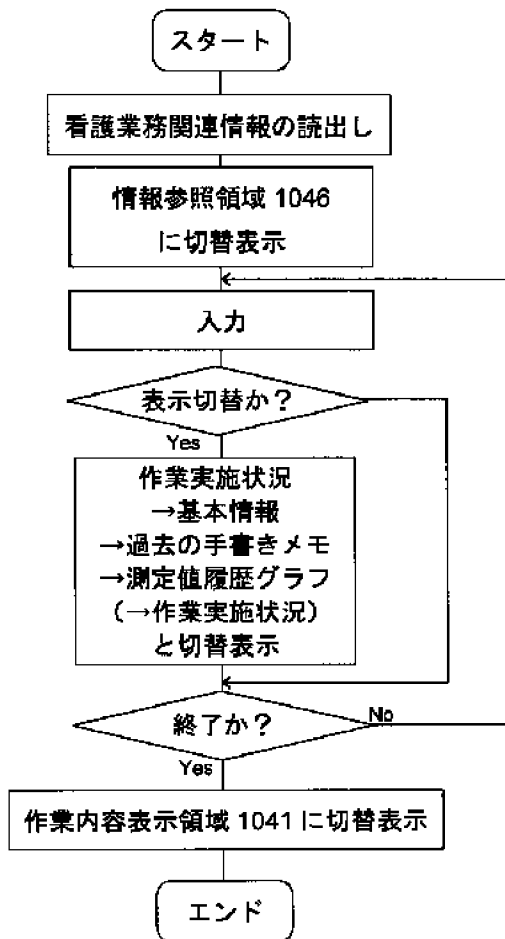 スタート
看護業務関連情報の読出し
情報参照領域 1046
に切替表示
入力
表示切替か？
Yes
作業実施状況
→基本情報
→過去の手書きメモ
→測定値履歴グラフ
（→作業実施状況）
と切替表示
終了か？
No
Yes
作業内容表示領域 1041 に切替表示
エンド